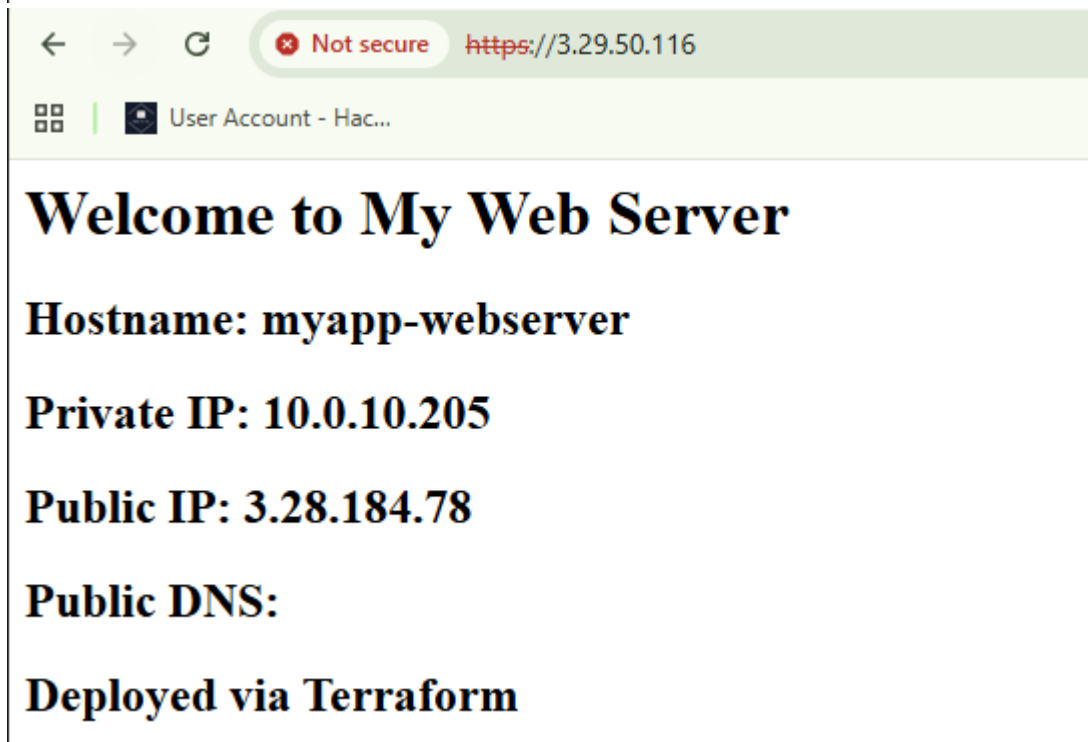 Not secure https://3.29.50.116
User Account - Hac...
Welcome to My Web Server
Hostname: myapp-webserver
Private IP: 10.0.10.205
Public IP: 3.28.184.78
Public DNS:
Deployed via Terraform